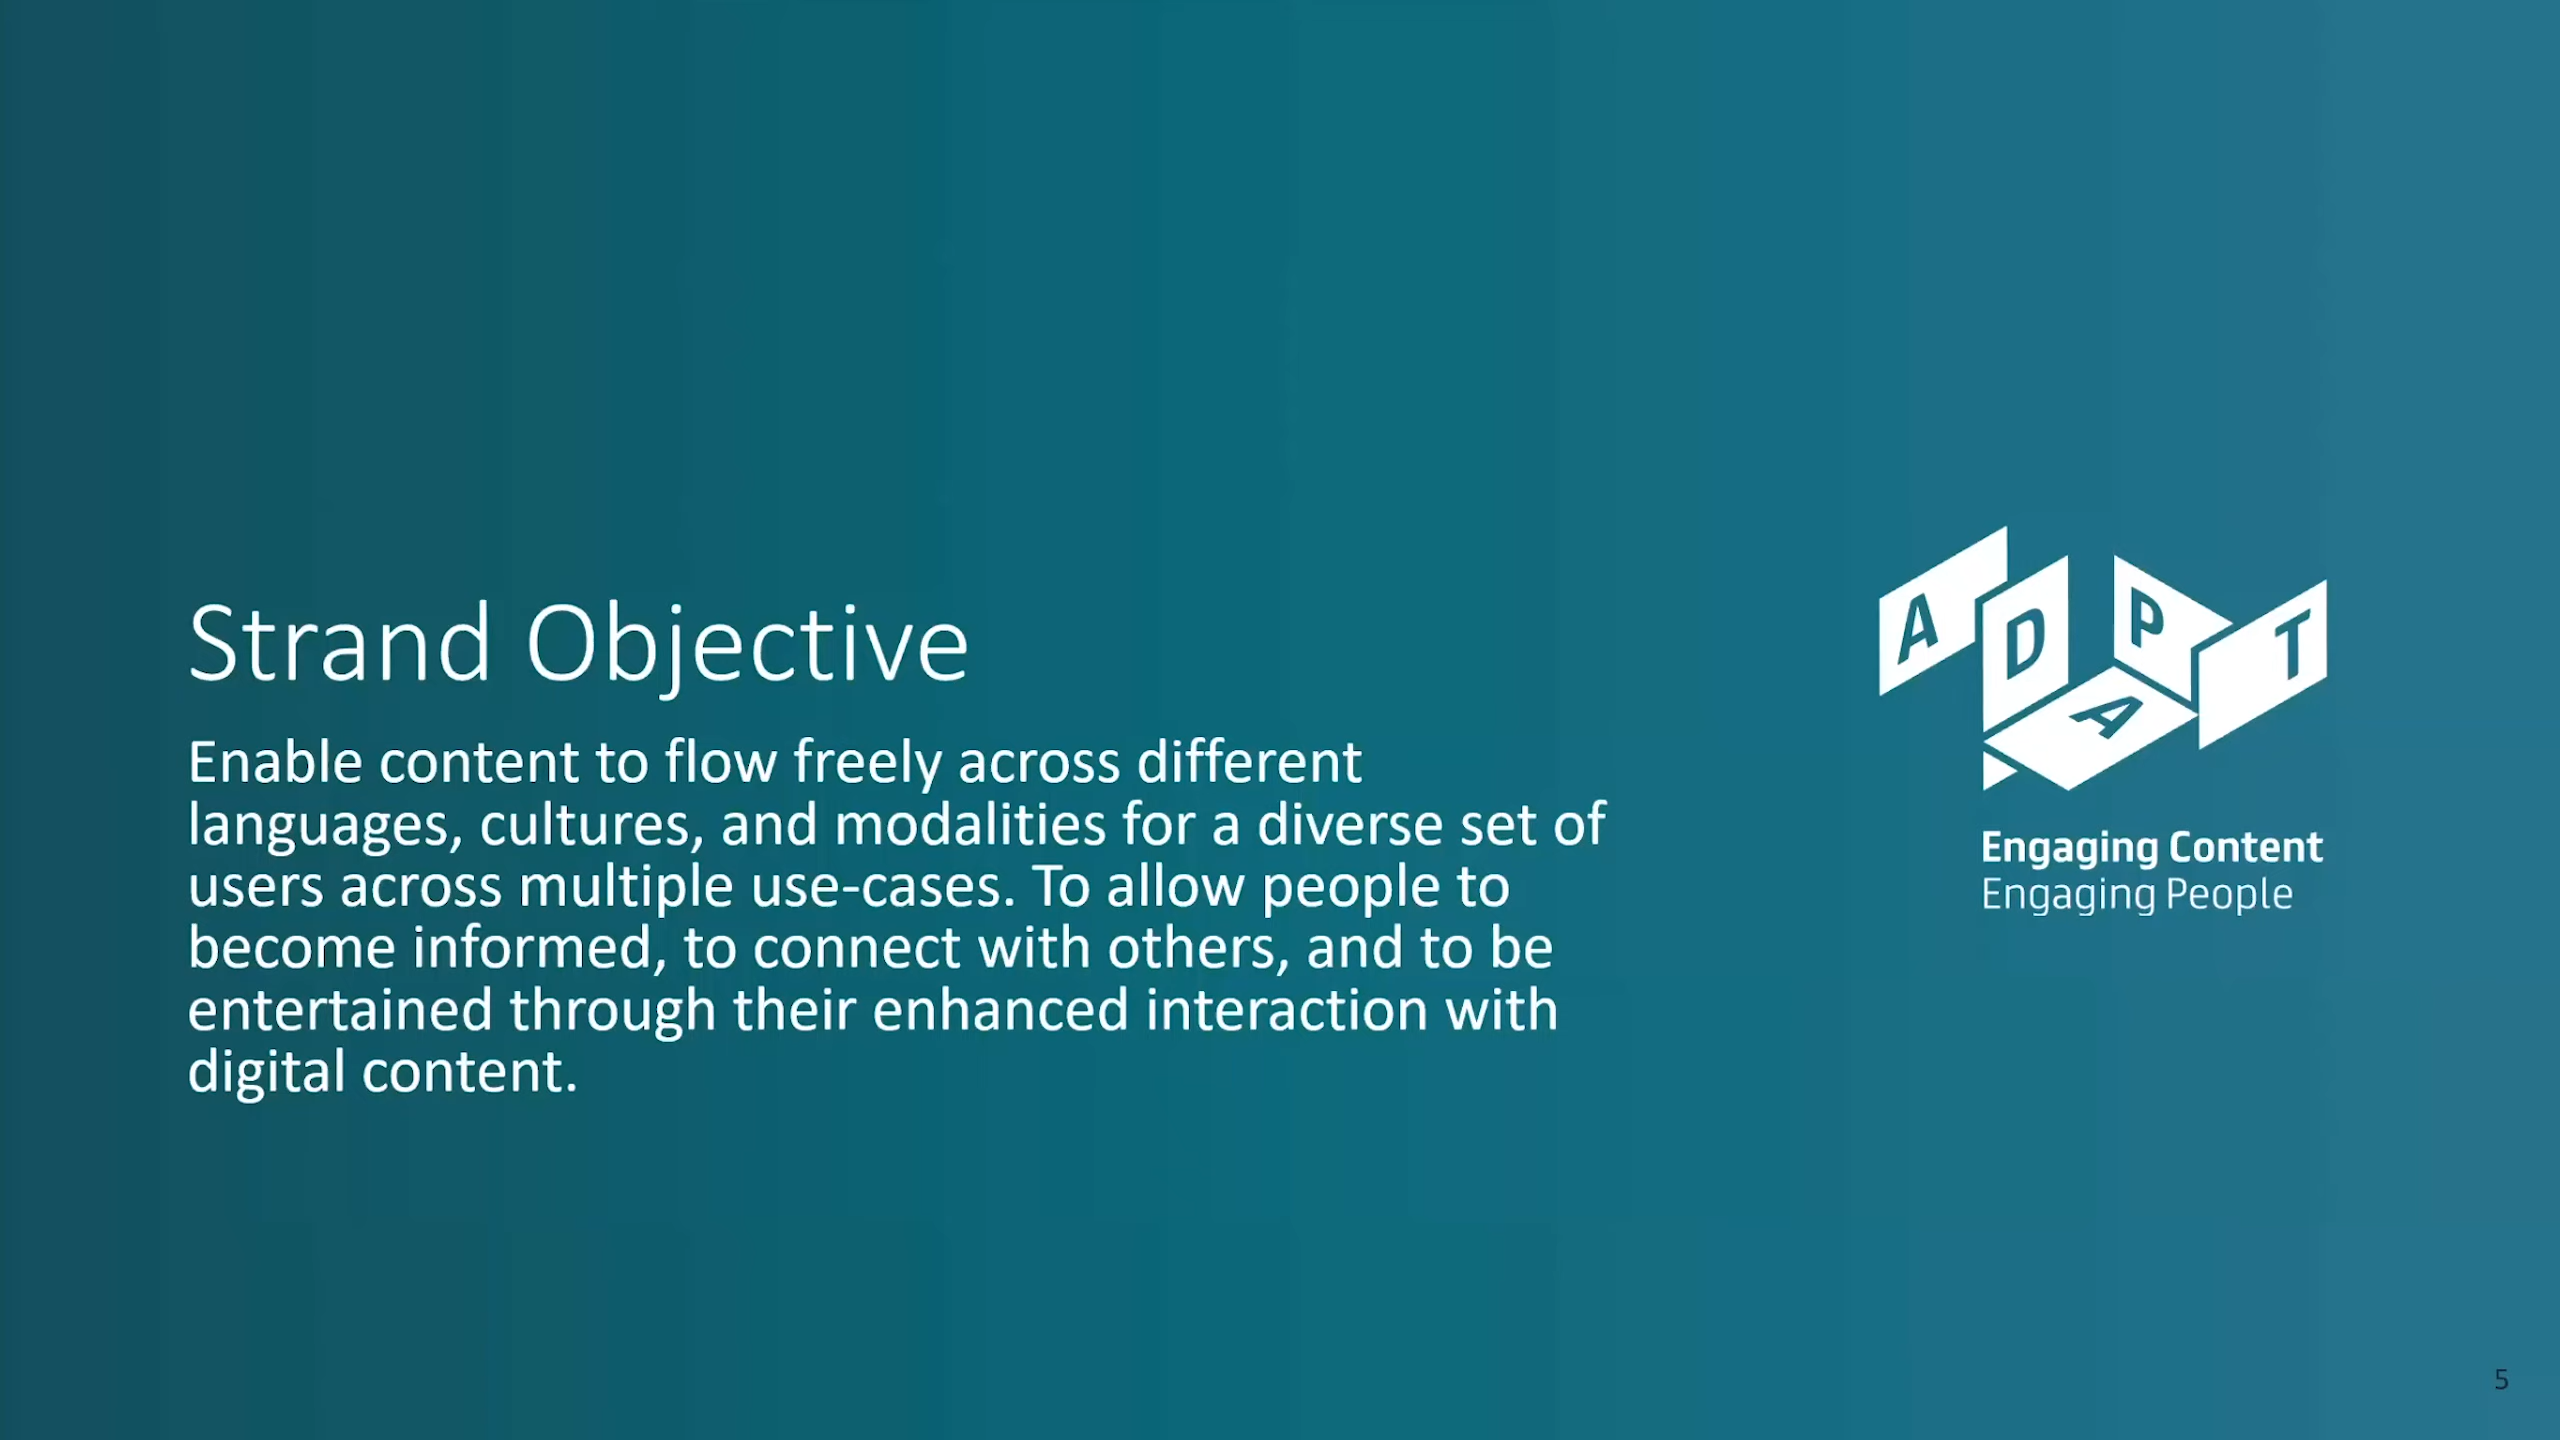 Strand Objective
Enable content to flow freely across different
languages, cultures, and modalities for a diverse set of
users across multiple use-cases. To allow people to
become informed, to connect with others, and to be
entertained through their enhanced interaction with
digital content.
ADAPT
Engaging Content
Engaging People
5